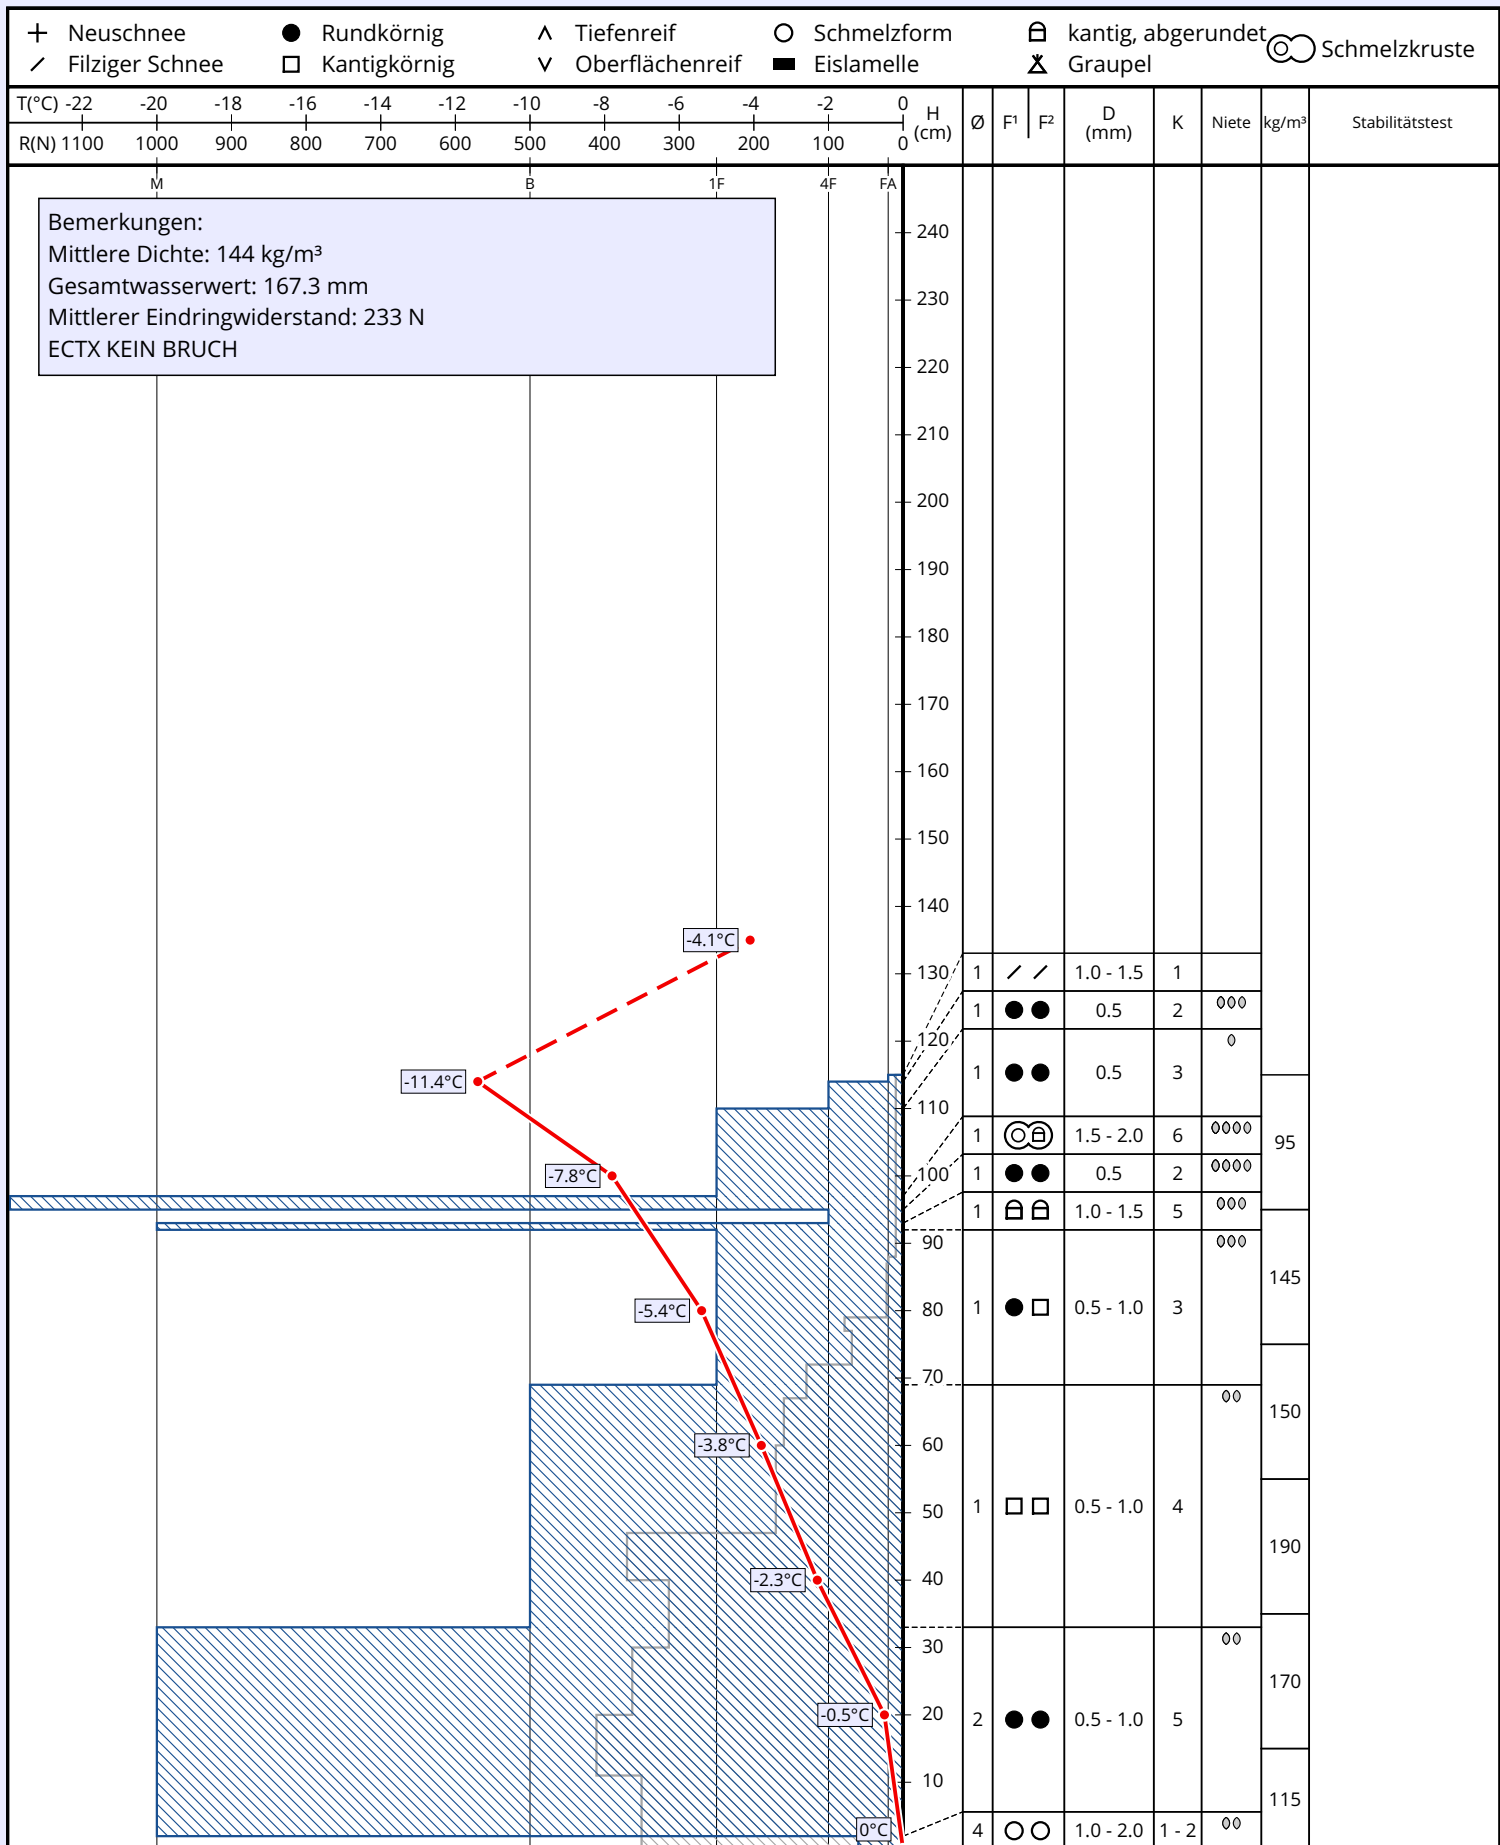 Neuschnee Rundkörnig Tiefenreif Schmelzform kantig, abgerundet Schmelzkruste
Filziger Schnee Kantigkörnig Oberflächenreif Eislamelle Graupel
T(°C) -22 -20 -18 -16 -14 -12 -10 -8 -6 -4 -2 0
R(N) 1100 1000 900 800 700 600 500 400 300 200 100 0
H (cm) Ø F¹ F² D (mm) K Niete kg/m³ Stabilitätstest
M B 1F 4F FA
Bemerkungen:
Mittlere Dichte: 144 kg/m³
Gesamtwasserwert: 167.3 mm
Mittlerer Eindringwiderstand: 233 N
ECTX KEIN BRUCH
240
230
220
210
200
190
180
170
160
150
140
-4.1°C
130 1 1.0 - 1.5 1
1 0.5 2
120
1 0.5 3
-11.4°C
110
1 1.5 - 2.0 6 95
-7.8°C 100 1 0.5 2
1 1.0 - 1.5 5
90
145
-5.4°C 80 1 0.5 - 1.0 3
70
150
-3.8°C 60
50 1 0.5 - 1.0 4
190
-2.3°C 40
30
170
-0.5°C 20 2 0.5 - 1.0 5
10
115
0°C 4 1.0 - 2.0 1 - 2